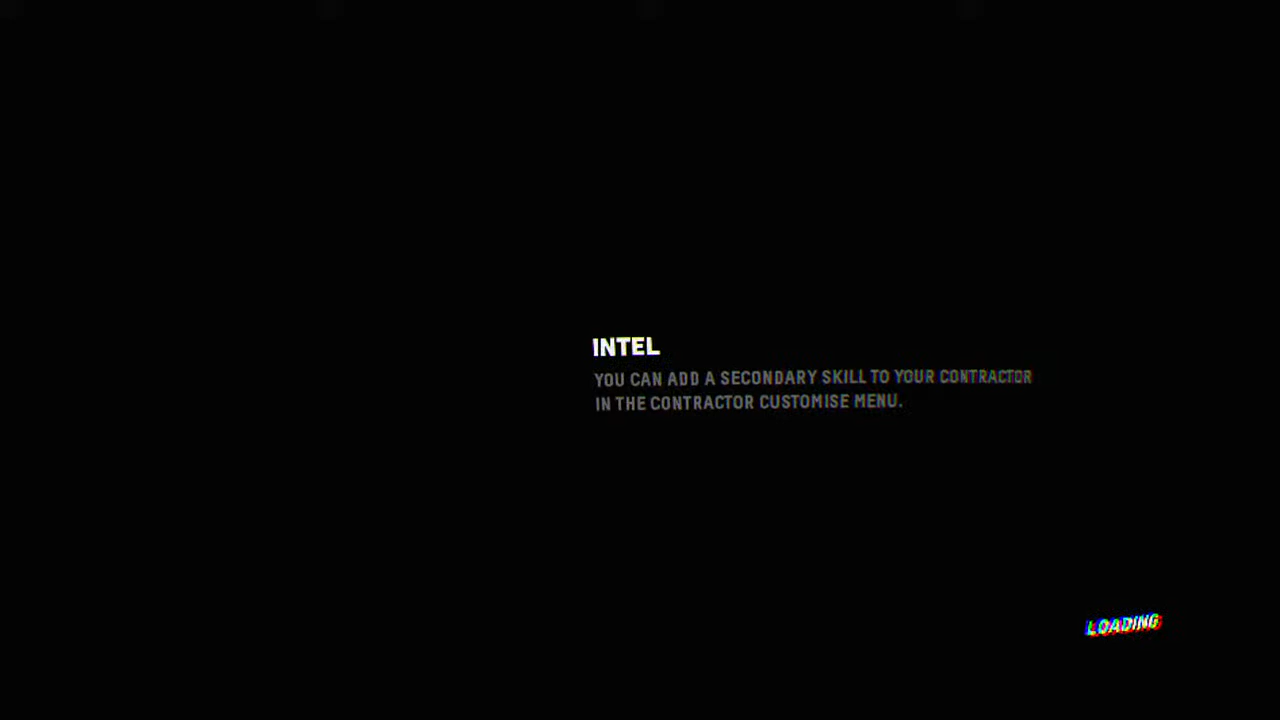 INTEL
YOU CAN ADD A SECONDARY SKILL TO YOUR CONTRACTOR
IN THE CONTRACTOR CUSTOMISE MENU.
LOADING